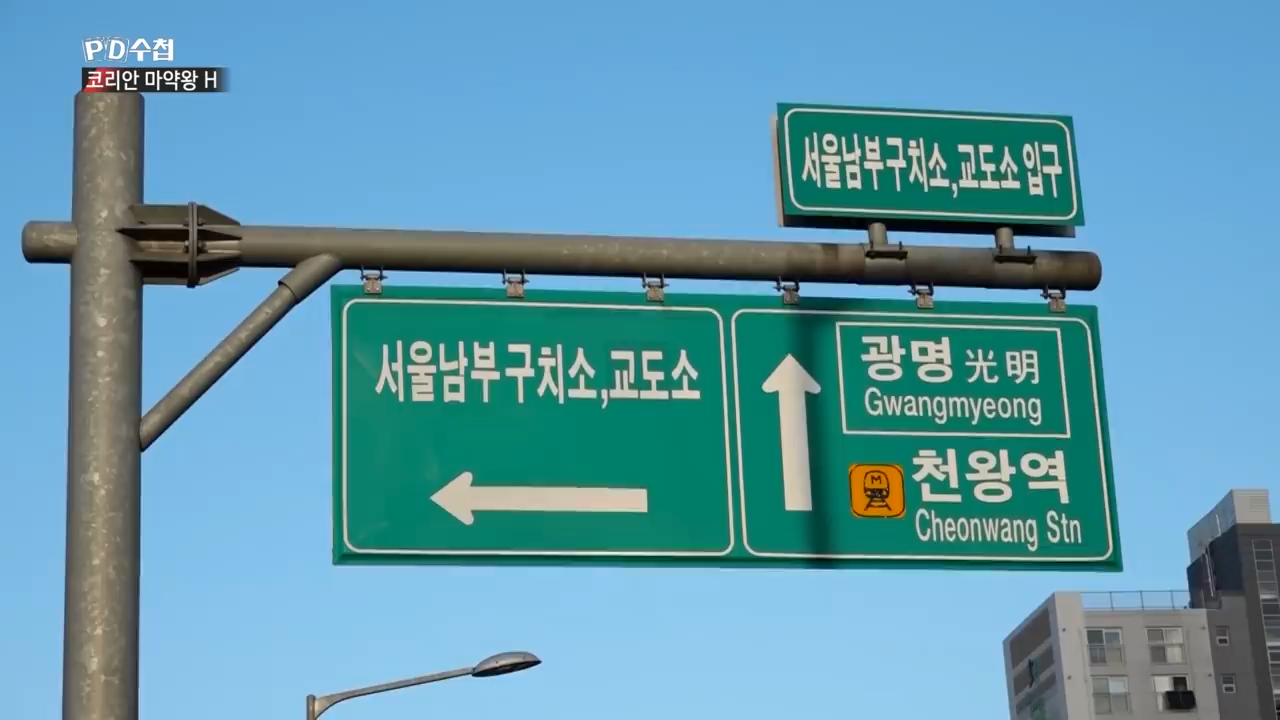 PD수첩
코리안 마약왕 H
서울남부구치소,교도소 입구
서울남부구치소,교도소
광명 光明
Gwangmyeong
M
천왕역
Cheonwang Stn